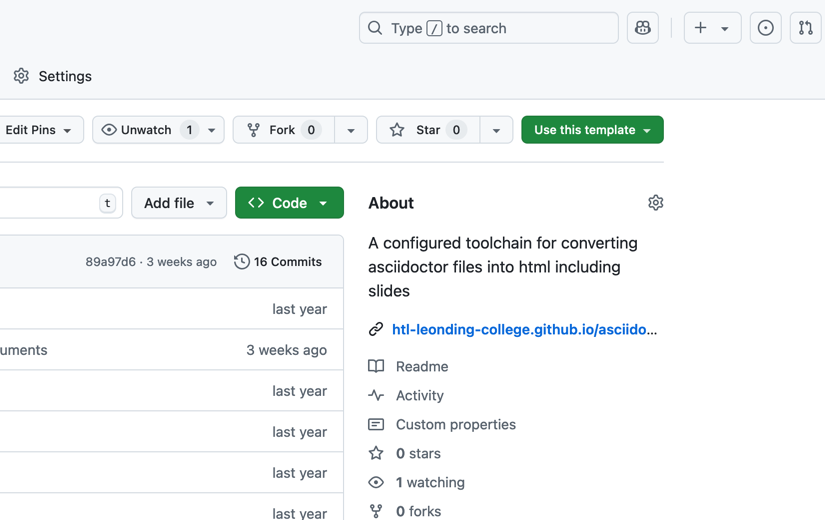 Type / to search
Settings
Edit Pins
Unwatch 1
Fork 0
Star 0
Use this template
t
Add file
Code
About
A configured toolchain for converting
asciidoctor files into html including
slides
htl-leonding-college.github.io/asciido...
Readme
Activity
Custom properties
0 stars
1 watching
0 forks
89a97d6 · 3 weeks ago
16 Commits
last year
uments
3 weeks ago
last year
last year
last year
last year